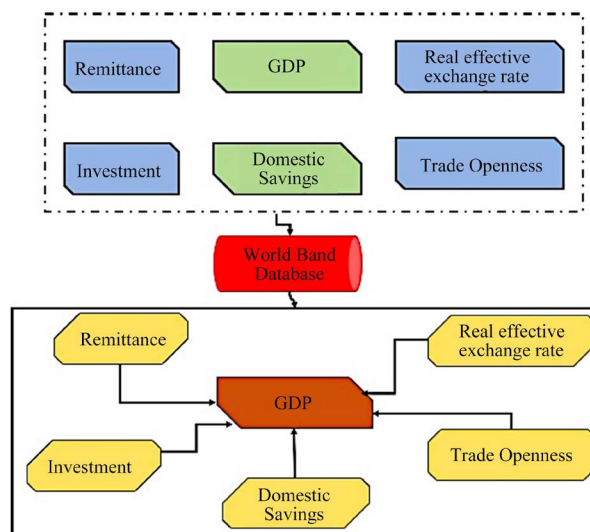 Remittance
GDP
Real effective
exchange rate
Investment
Domestic
Savings
Trade Openness
World Band
Database
Remittance
Real effective
exchange rate
GDP
Investment
Domestic
Savings
Trade Openness